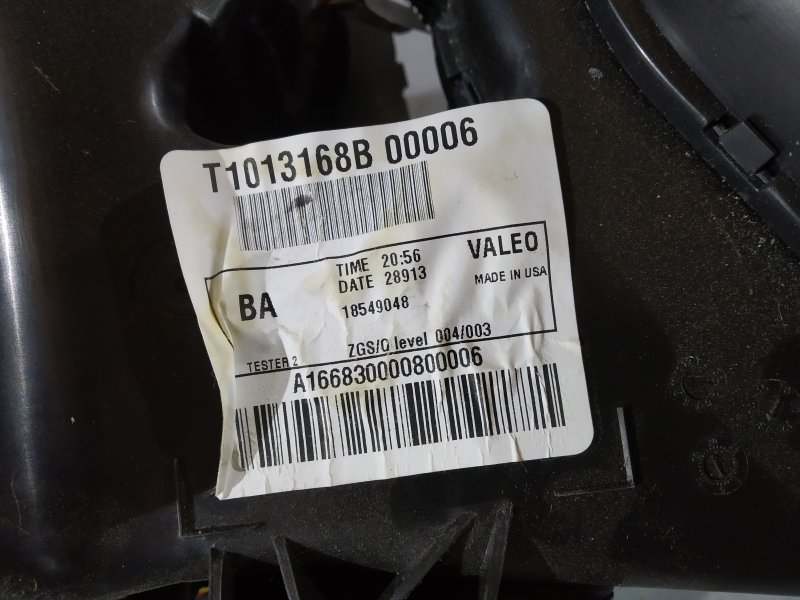 T1013168B 00006
TIME 20:56 VALEO
DATE 28913
BA 18549048 MADE IN USA
TESTER 2 ZGS/Q level 004/003
A166830000800006